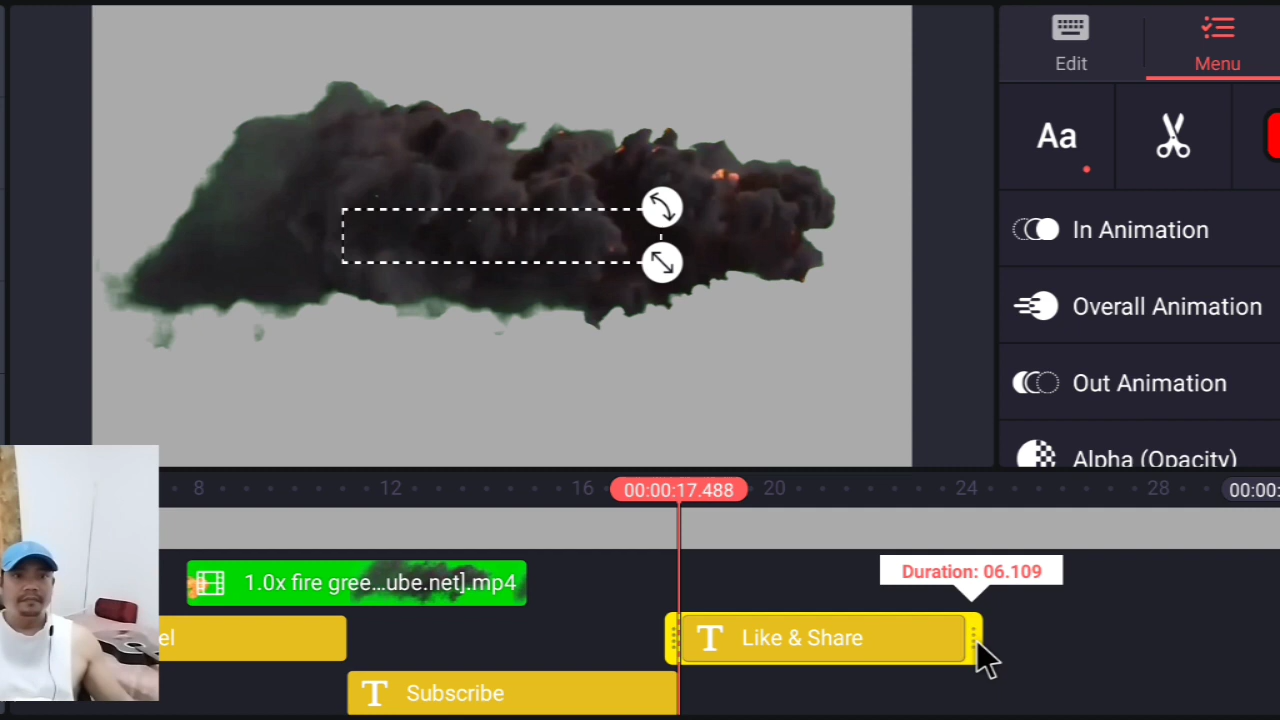 Edit
Menu
Aa
In Animation
Overall Animation
Out Animation
Alpha (Opacity)
8
12
16
00:00:17.488
20
24
28
00:00:
1.0x fire gree...ube.net].mp4
Duration: 06.109
el
T Like & Share
T Subscribe